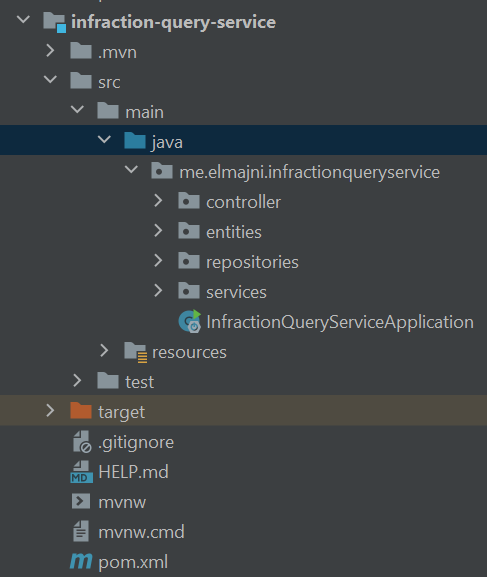 infraction-query-service
.mvn
src
main
java
me.elmajni.infractionqueryservice
controller
entities
repositories
services
InfractionQueryServiceApplication
resources
test
target
.gitignore
HELP.md
mvnw
mvnw.cmd
pom.xml